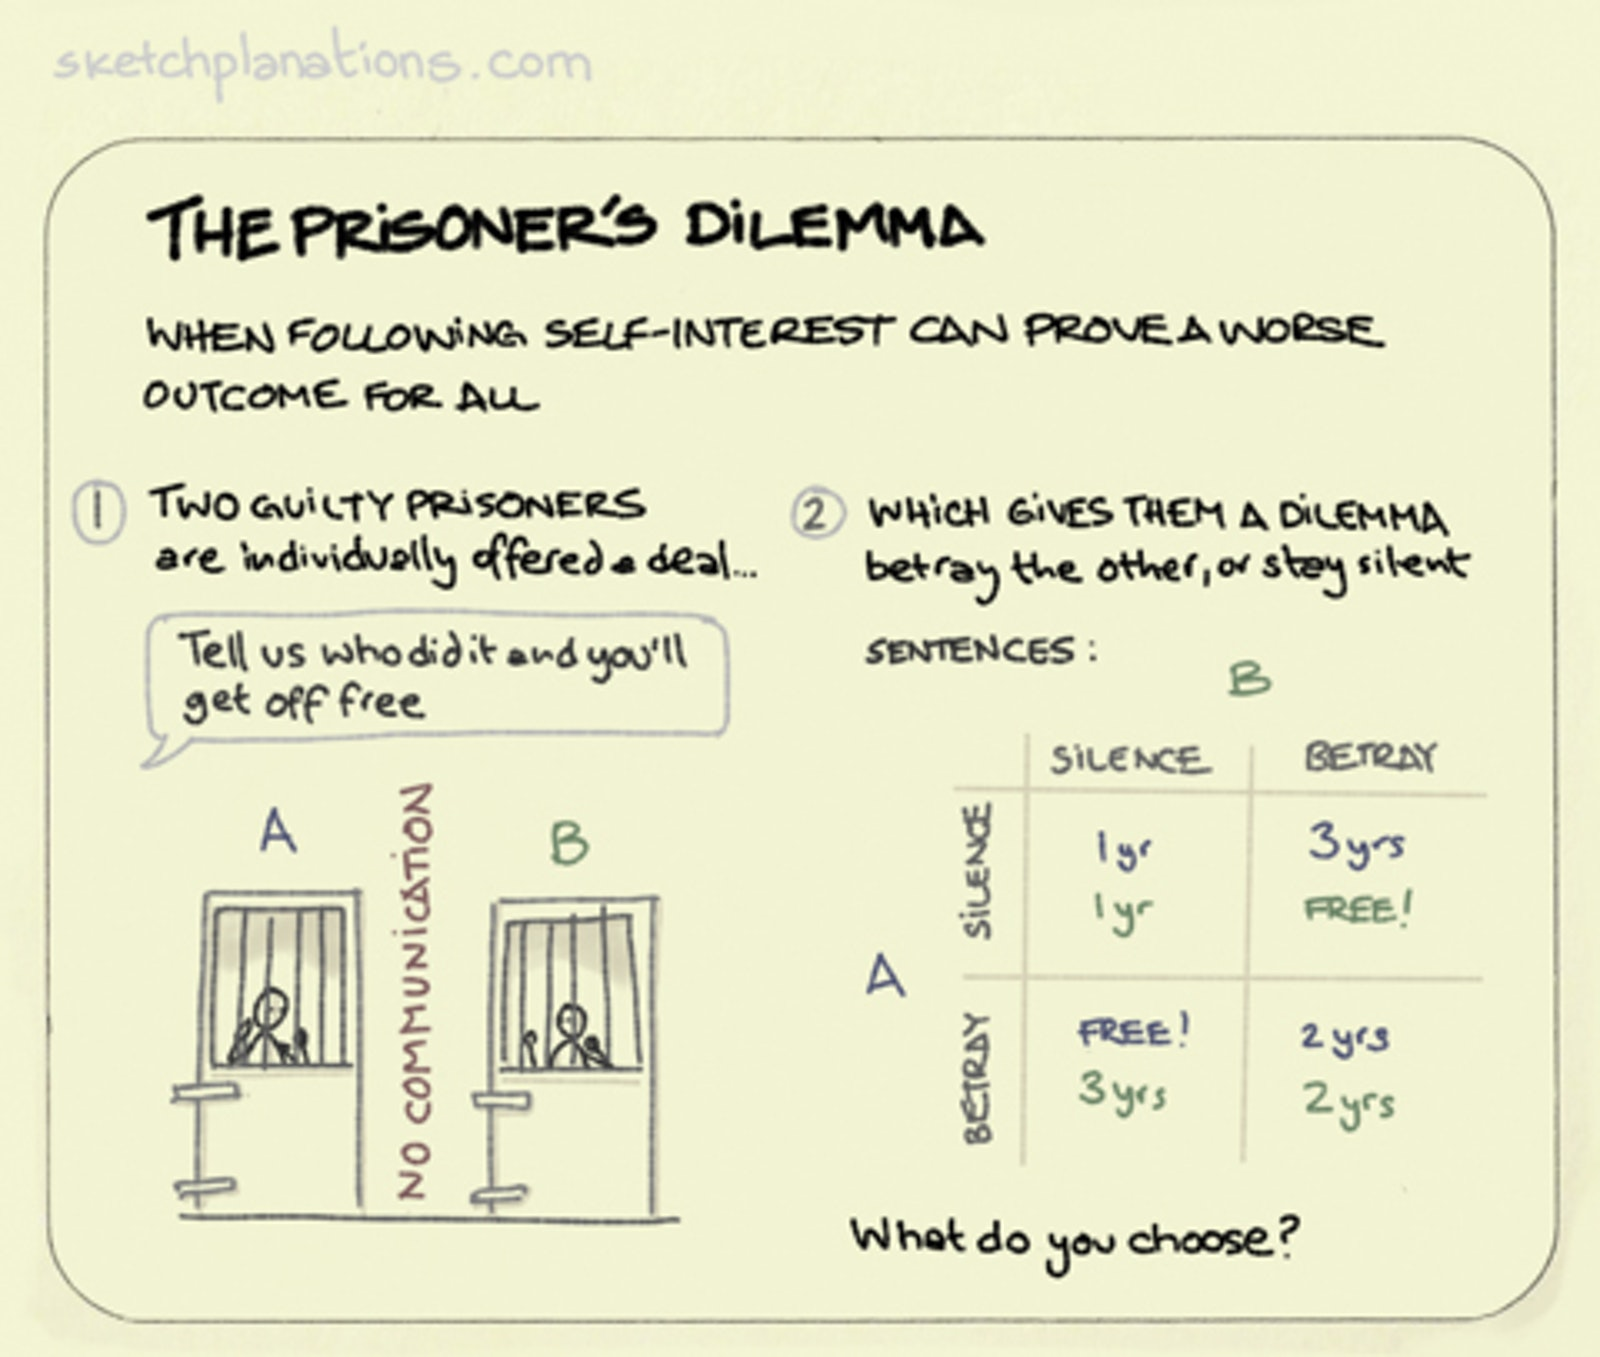 sketchplanations.com
THE PRISONER'S DILEMMA
WHEN FOLLOWING SELF-INTEREST CAN PROVE A WORSE
OUTCOME FOR ALL
1 TWO GUILTY PRISONERS
are individually offered a deal...
Tell us who did it and you'll
get off free
A
B
NO COMMUNICATION
2 WHICH GIVES THEM A DILEMMA
betray the other, or stay silent
SENTENCES:
B
SILENCE BETRAY
A
SILENCE
1yr 3yrs
1yr FREE!
BETRAY
FREE! 2yrs
3yrs 2yrs
What do you choose?